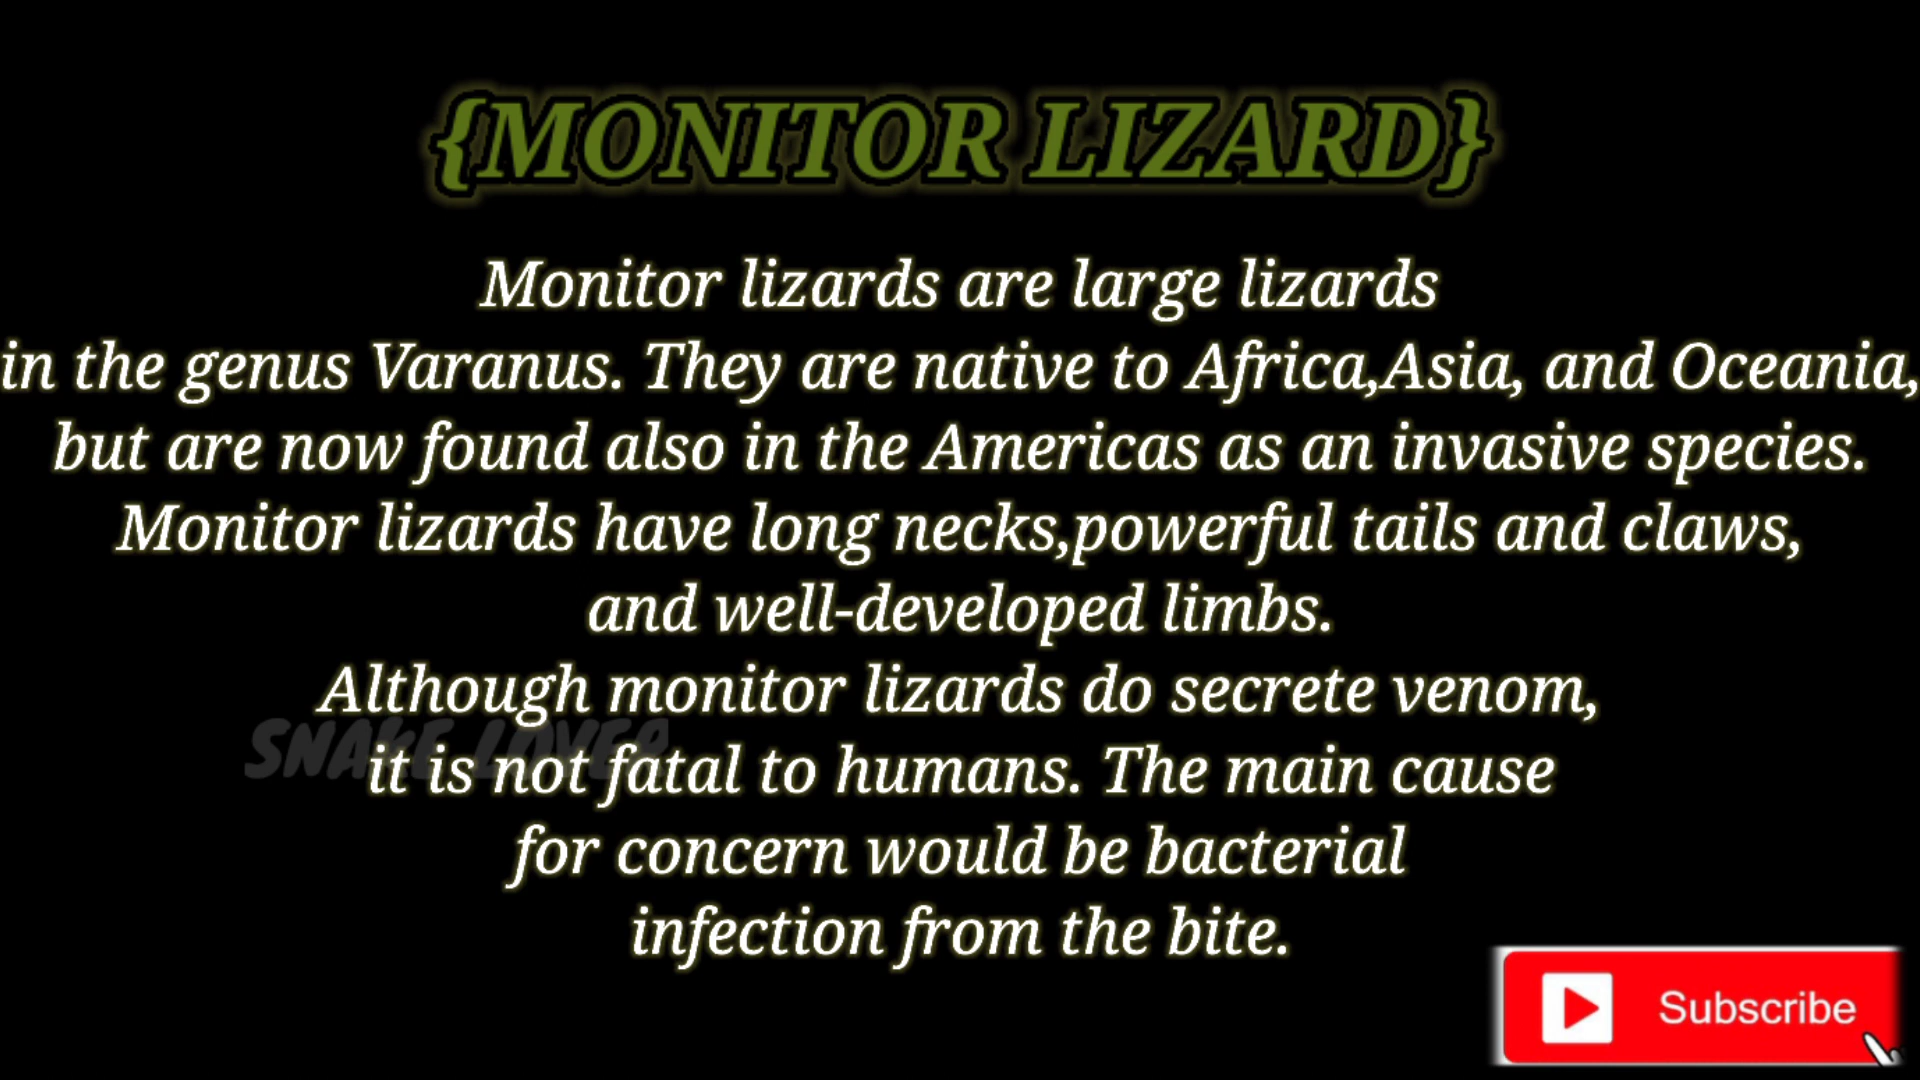 {MONITOR LIZARD}
Monitor lizards are large lizards
in the genus Varanus. They are native to Africa,Asia, and Oceania,
but are now found also in the Americas as an invasive species.
Monitor lizards have long necks,powerful tails and claws,
and well-developed limbs.
Although monitor lizards do secrete venom,
SNAKE LOVER
it is not fatal to humans. The main cause
for concern would be bacterial
infection from the bite.
Subscribe